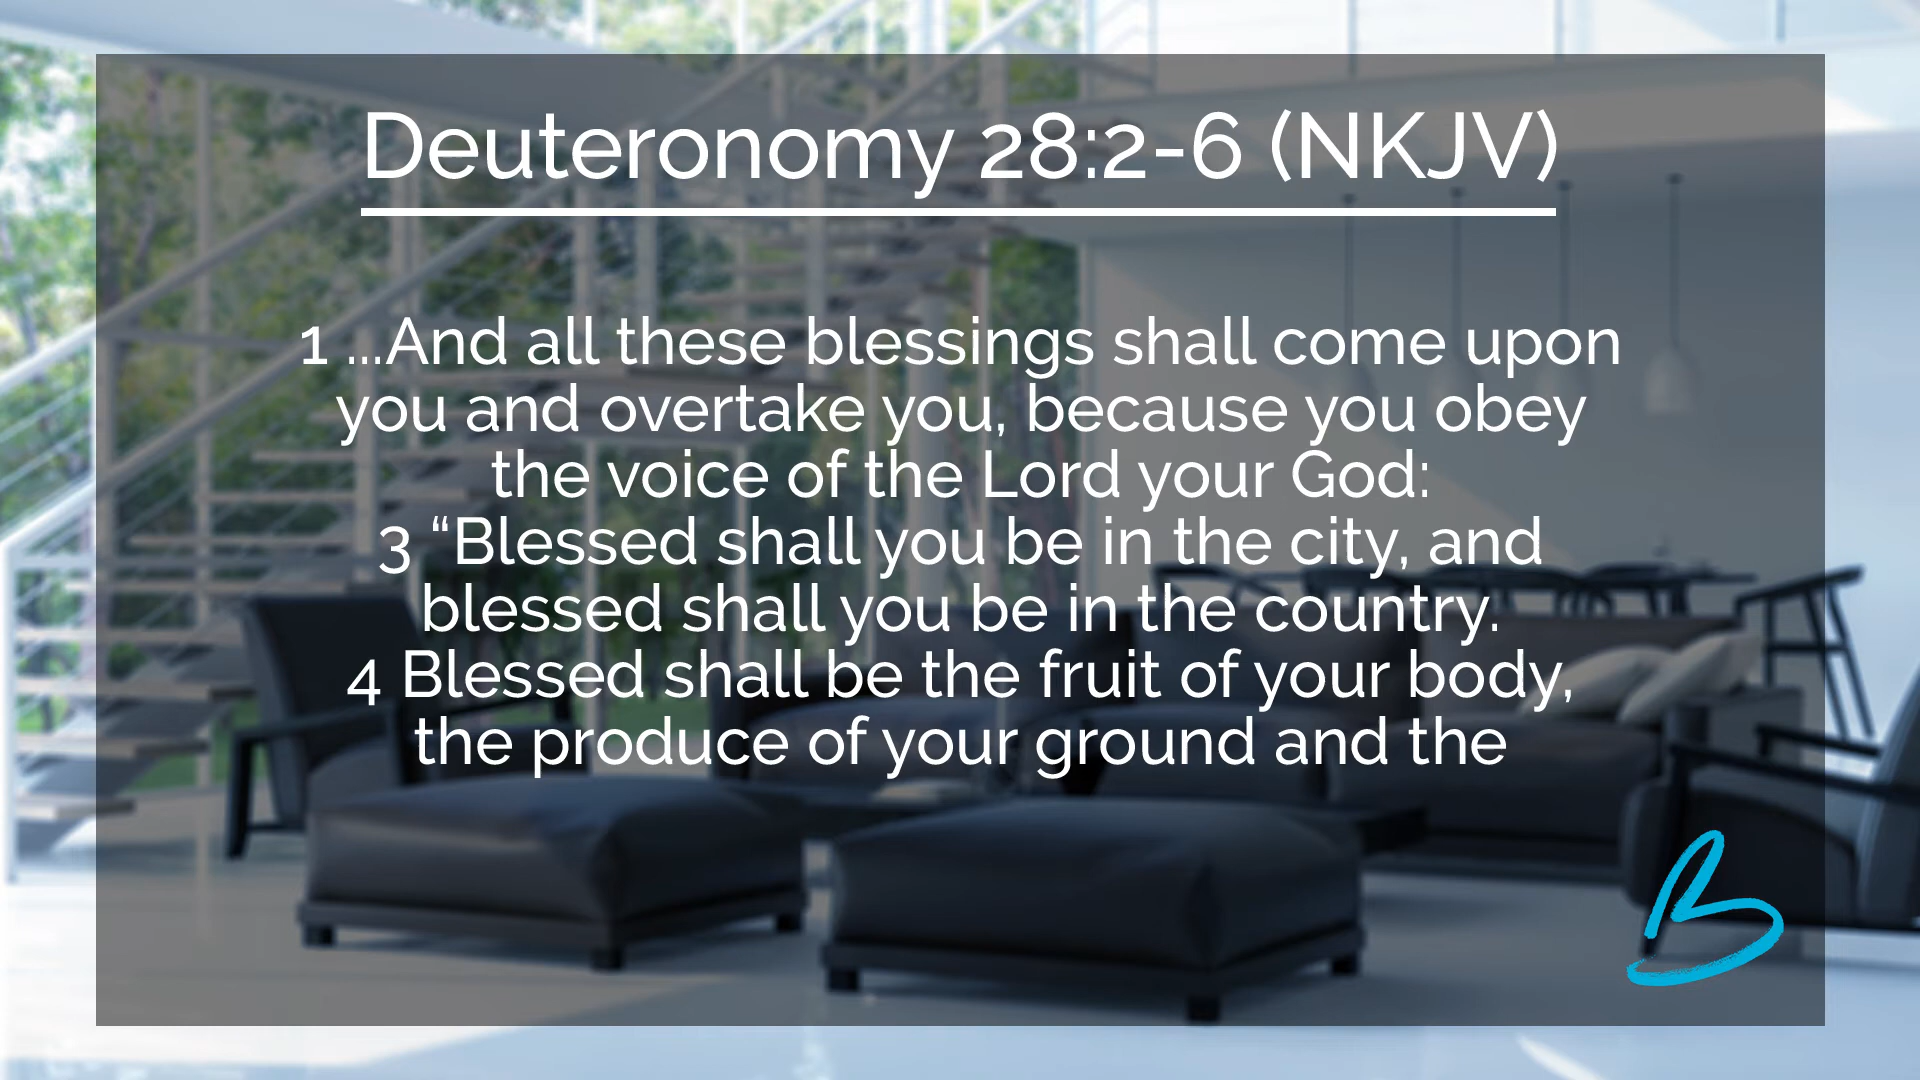 Deuteronomy 28:2-6 (NKJV)
1 ...And all these blessings shall come upon
you and overtake you, because you obey
the voice of the Lord your God:
3 “Blessed shall you be in the city, and
blessed shall you be in the country.
4 Blessed shall be the fruit of your body,
the produce of your ground and the
B